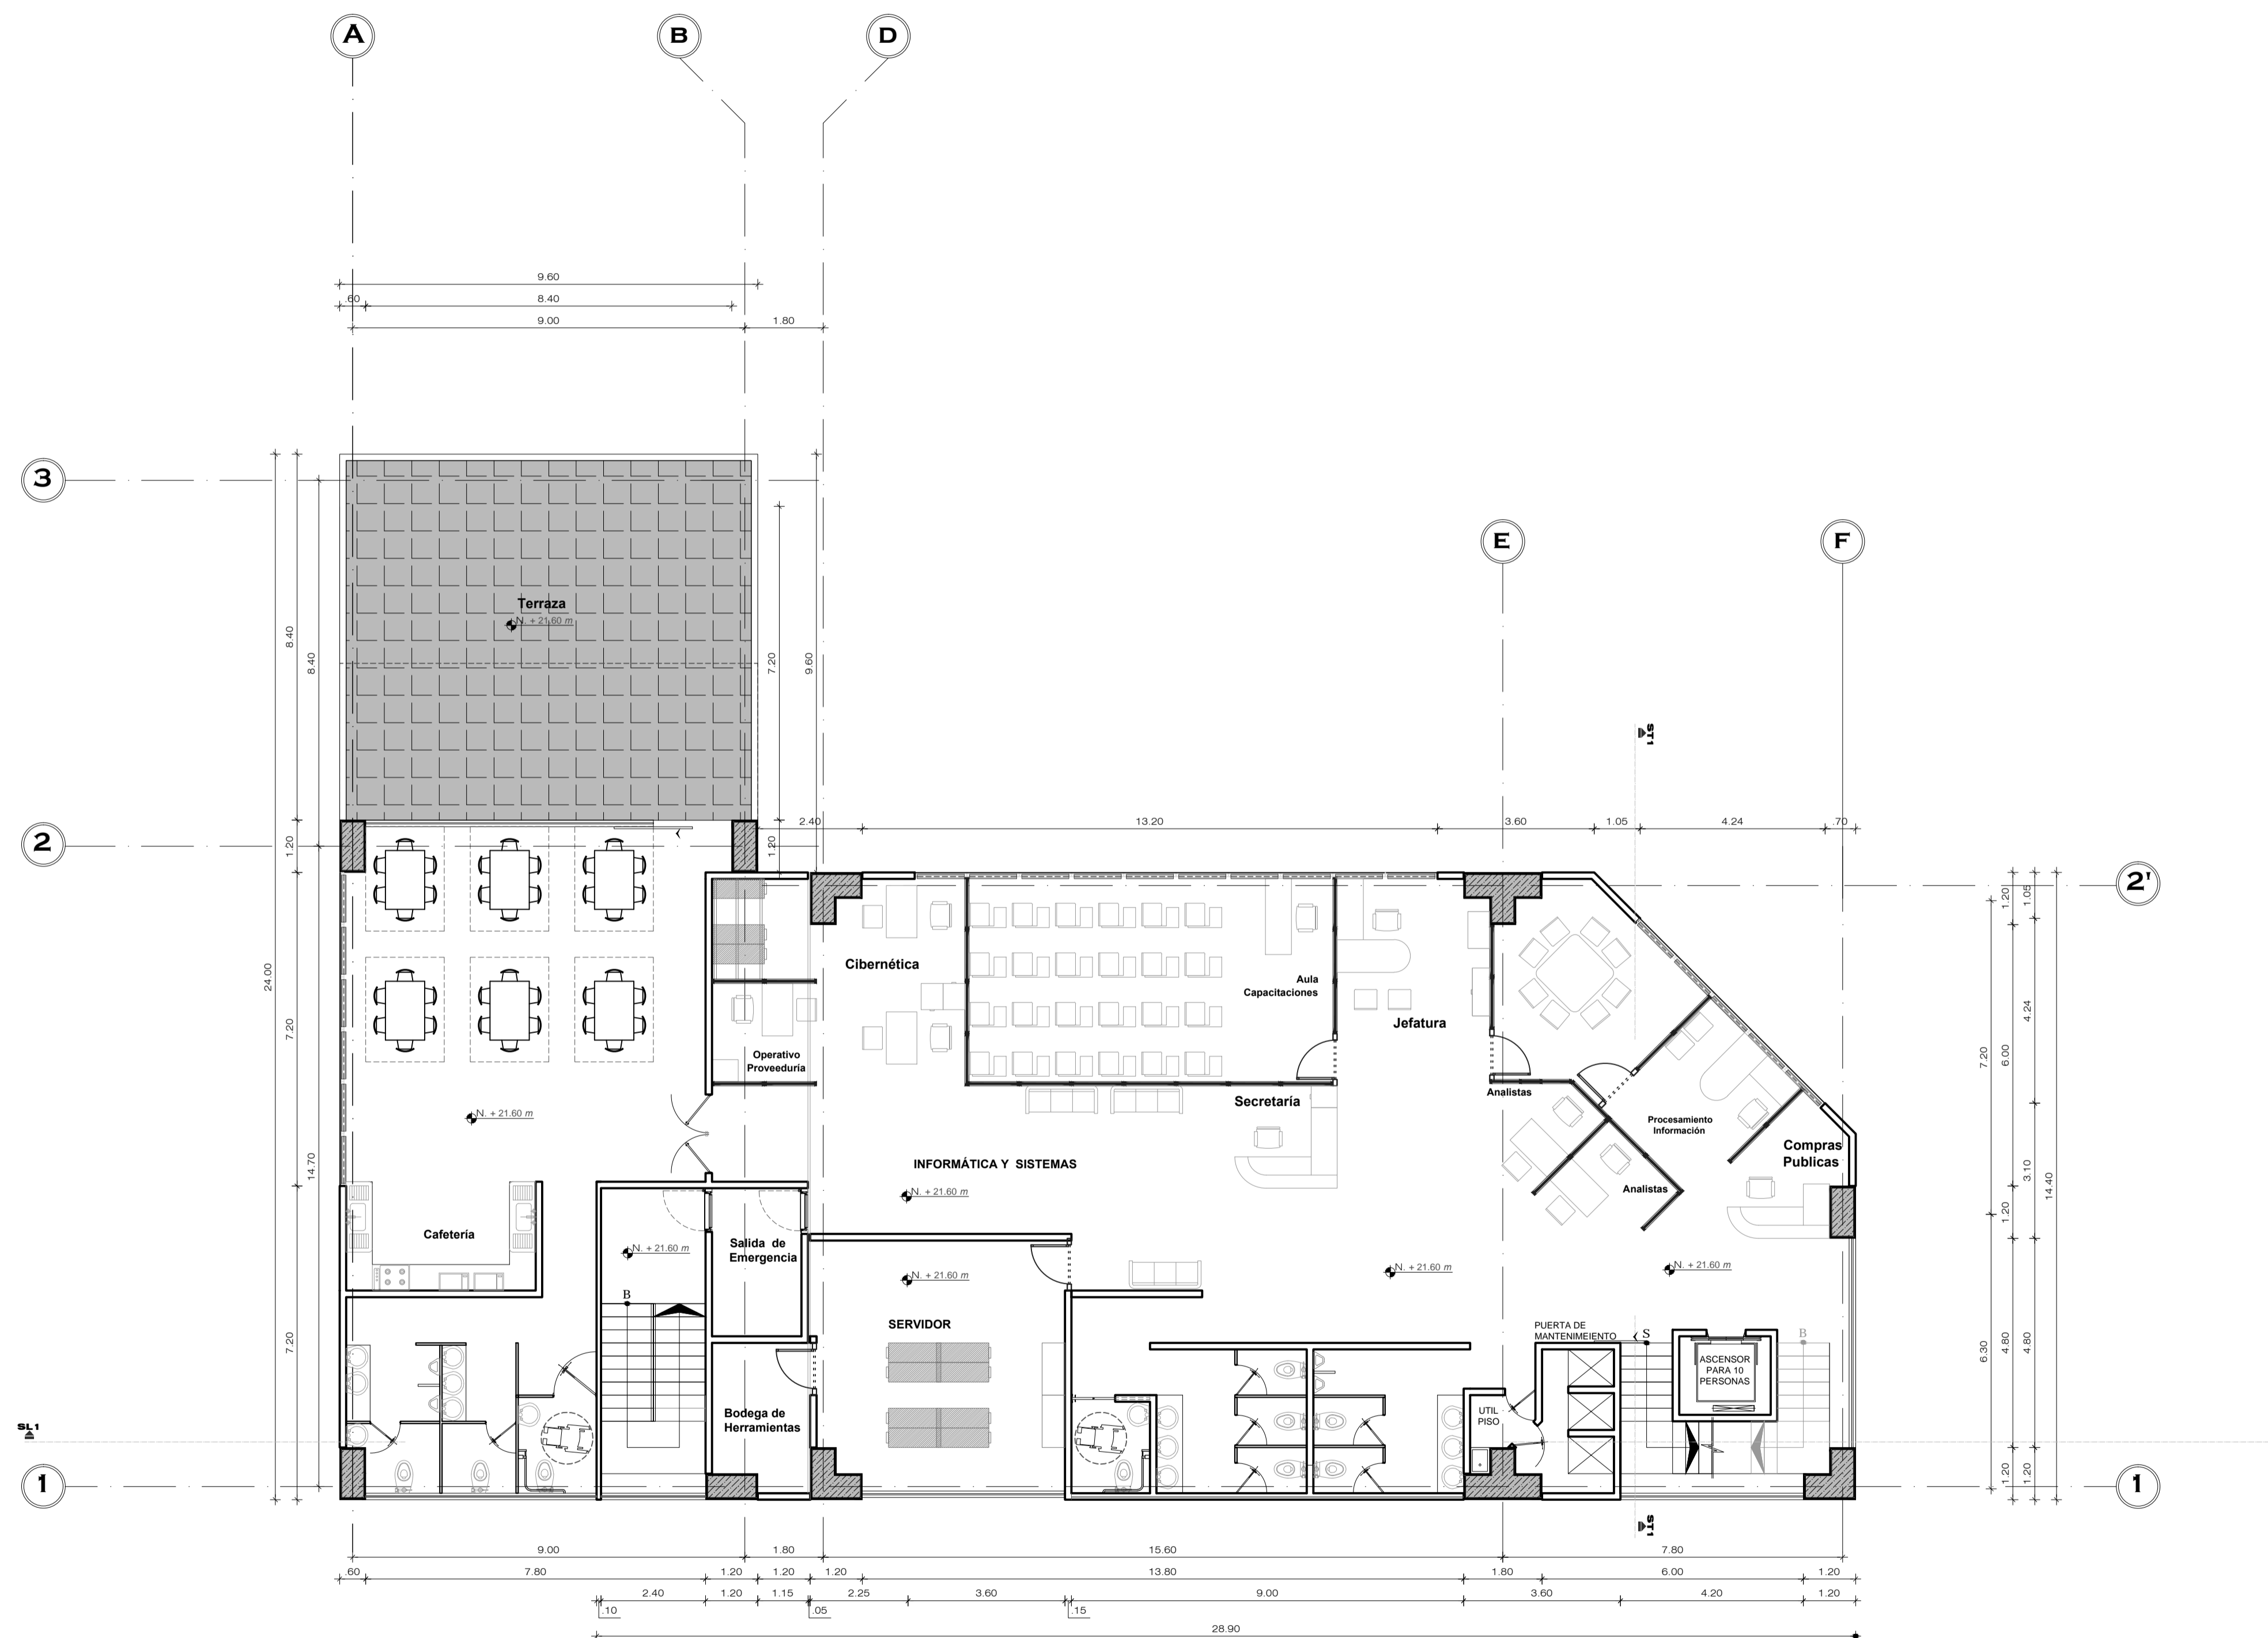 A
B
D
9.60
.60
8.40
9.00
1.80
3
E
F
Terraza
N. + 21.60 m
8.40
8.40
7.20
9.60
ST1
2
1.20
1.20
2.40
13.20
3.60
1.05
4.24
.70
2'
1.20
1.05
24.00
7.20
14.70
Cibernética
Aula
Capacitaciones
Jefatura
Operativo
Proveeduría
Secretaría
Analistas
Procesamiento
Información
Compras
Publicas
7.20
6.00
4.24
3.10
14.40
N. + 21.60 m
INFORMÁTICA Y SISTEMAS
N. + 21.60 m
Analistas
1.20
Cafetería
Salida de
Emergencia
N. + 21.60 m
N. + 21.60 m
N. + 21.60 m
N. + 21.60 m
B
SERVIDOR
PUERTA DE
MANTENIMEIENTO
S
B
ASCENSOR
PARA 10
PERSONAS
7.20
6.30
4.80
4.80
Bodega de
Herramientas
UTIL
PISO
SL1
1
1
1.20
1.20
ST1
9.00
1.80
15.60
7.80
.60
7.80
1.20
1.20
1.20
13.80
1.80
6.00
1.20
2.40
1.20
1.15
2.25
3.60
9.00
3.60
4.20
1.20
.10
.05
.15
28.90